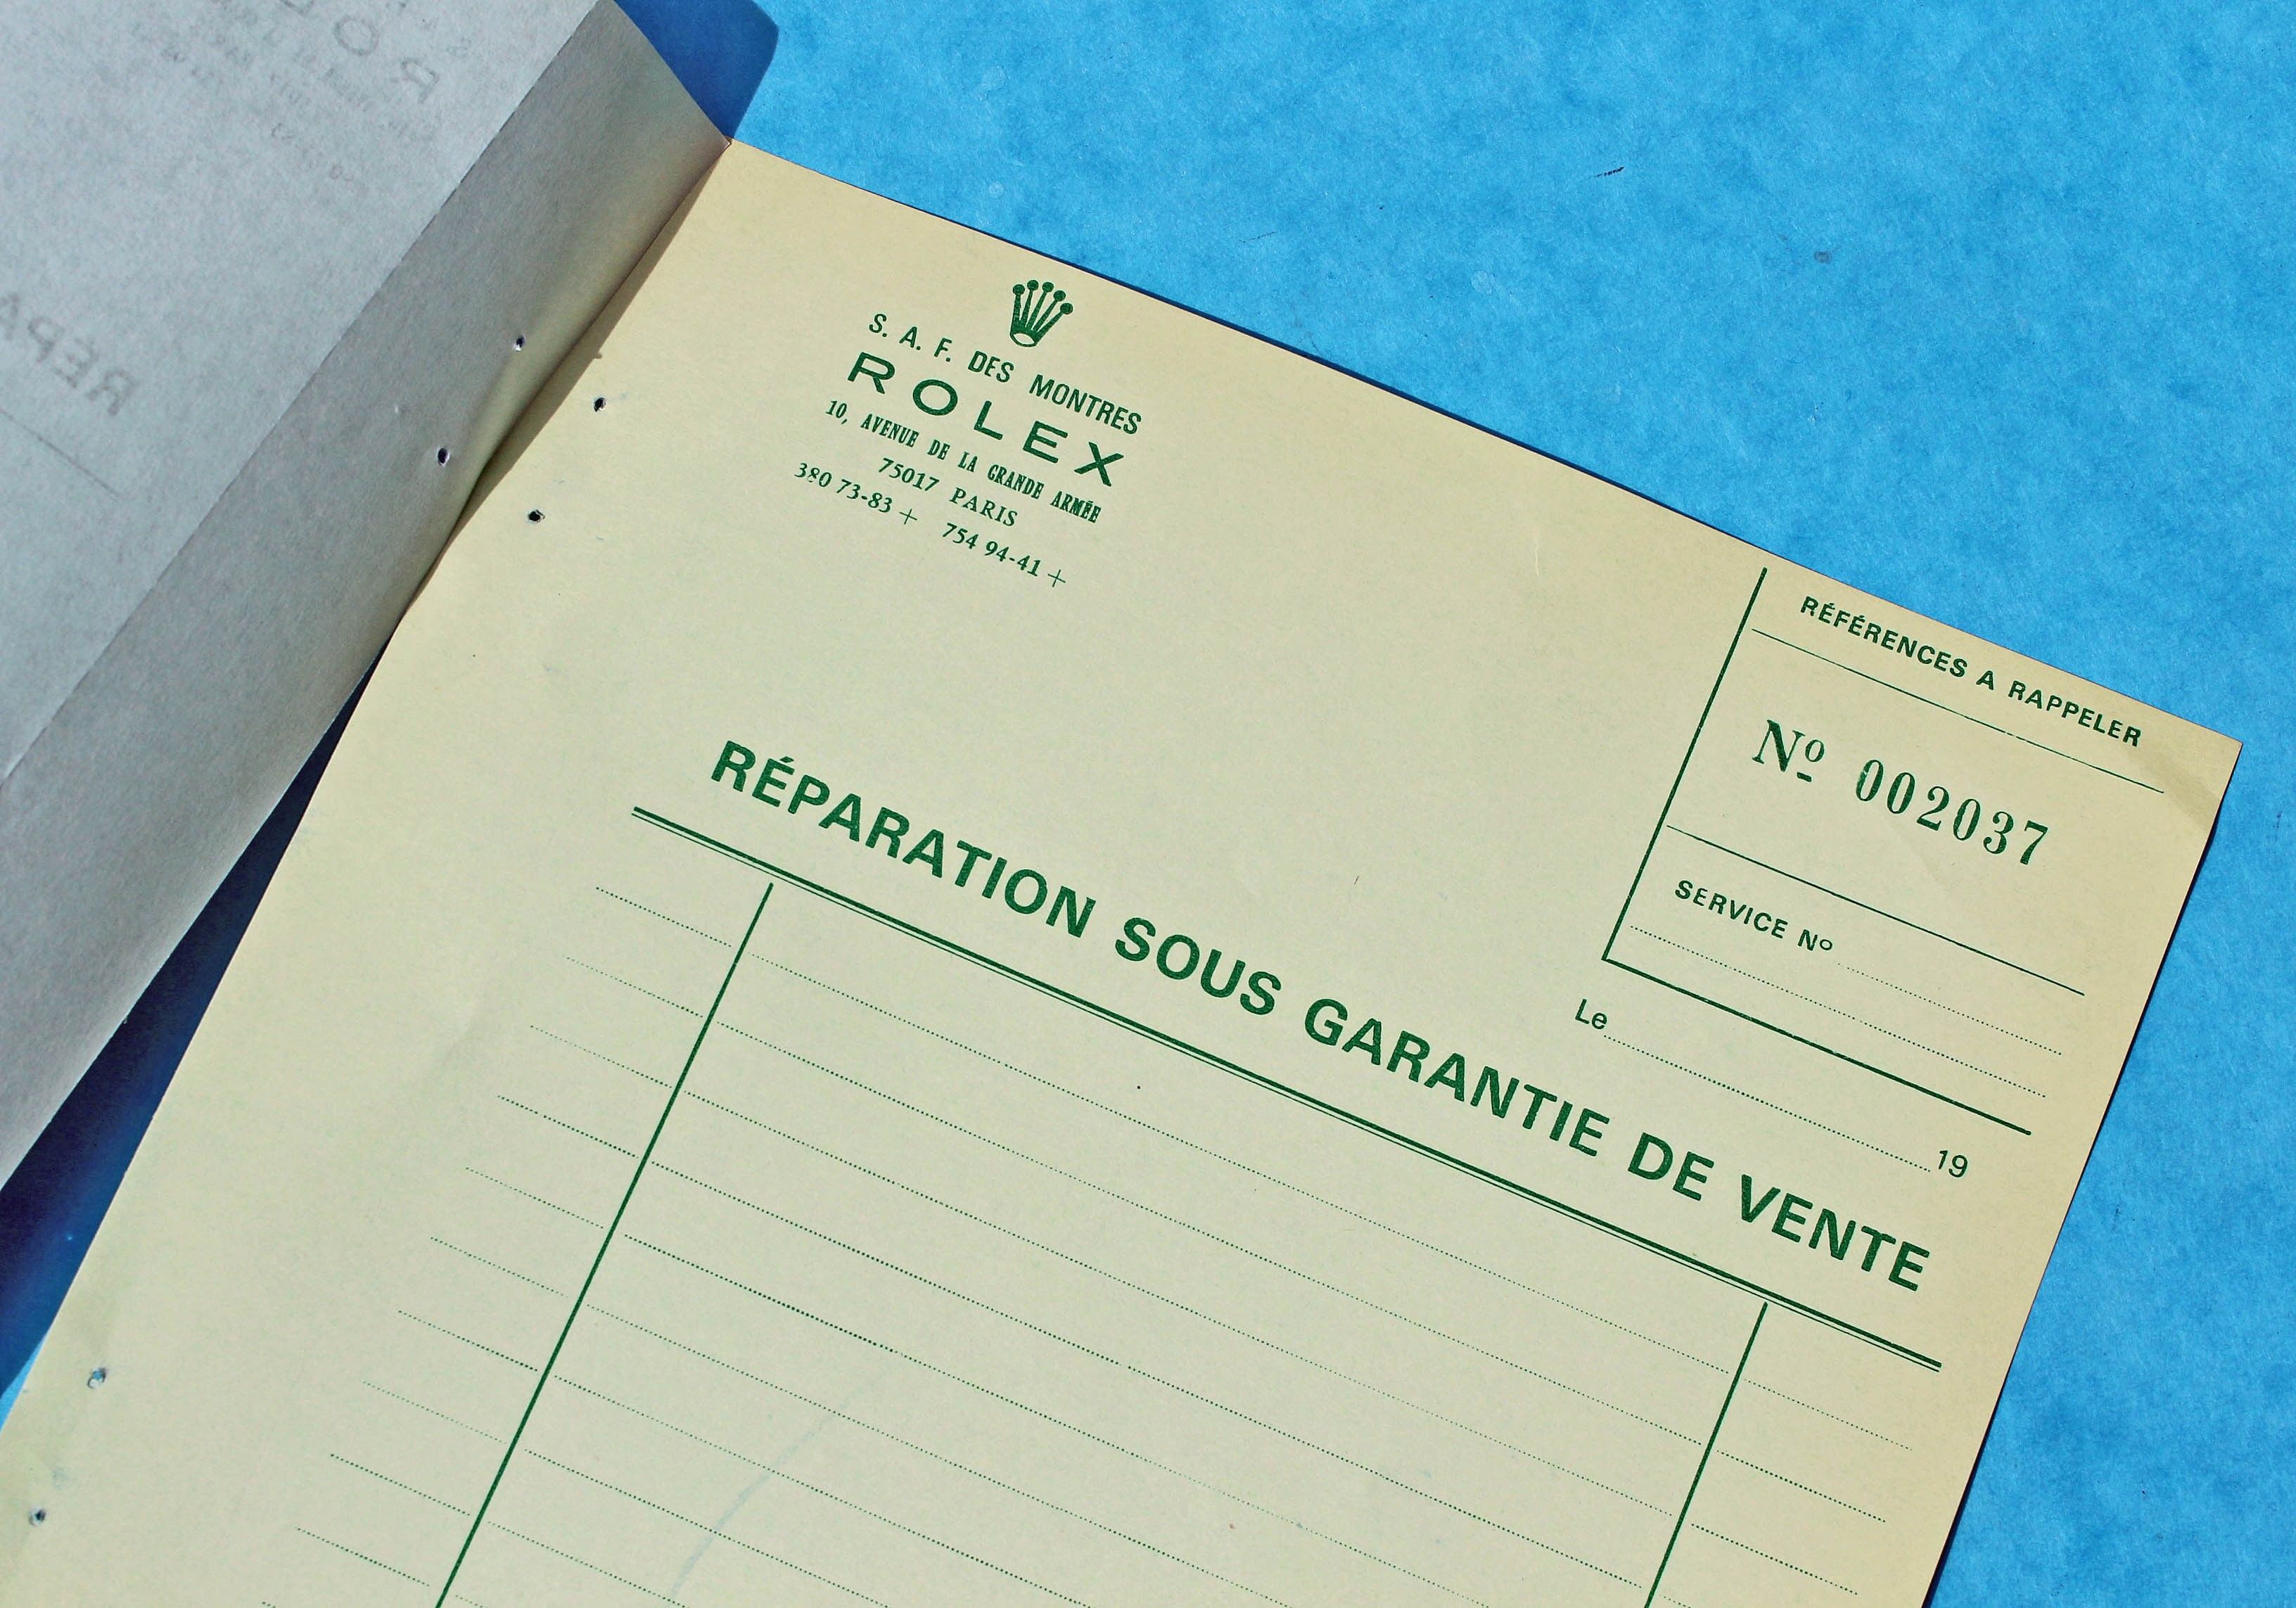 S. A. F. DES MONTRES
ROLEX
10, AVENUE DE LA GRANDE ARMÉE
75017 PARIS
380 73-83 + 754 94-41 +
RÉFÉRENCES A RAPPELER
Nº 002037
SERVICE Nº
Le 19
RÉPARATION SOUS GARANTIE DE VENTE
REPA